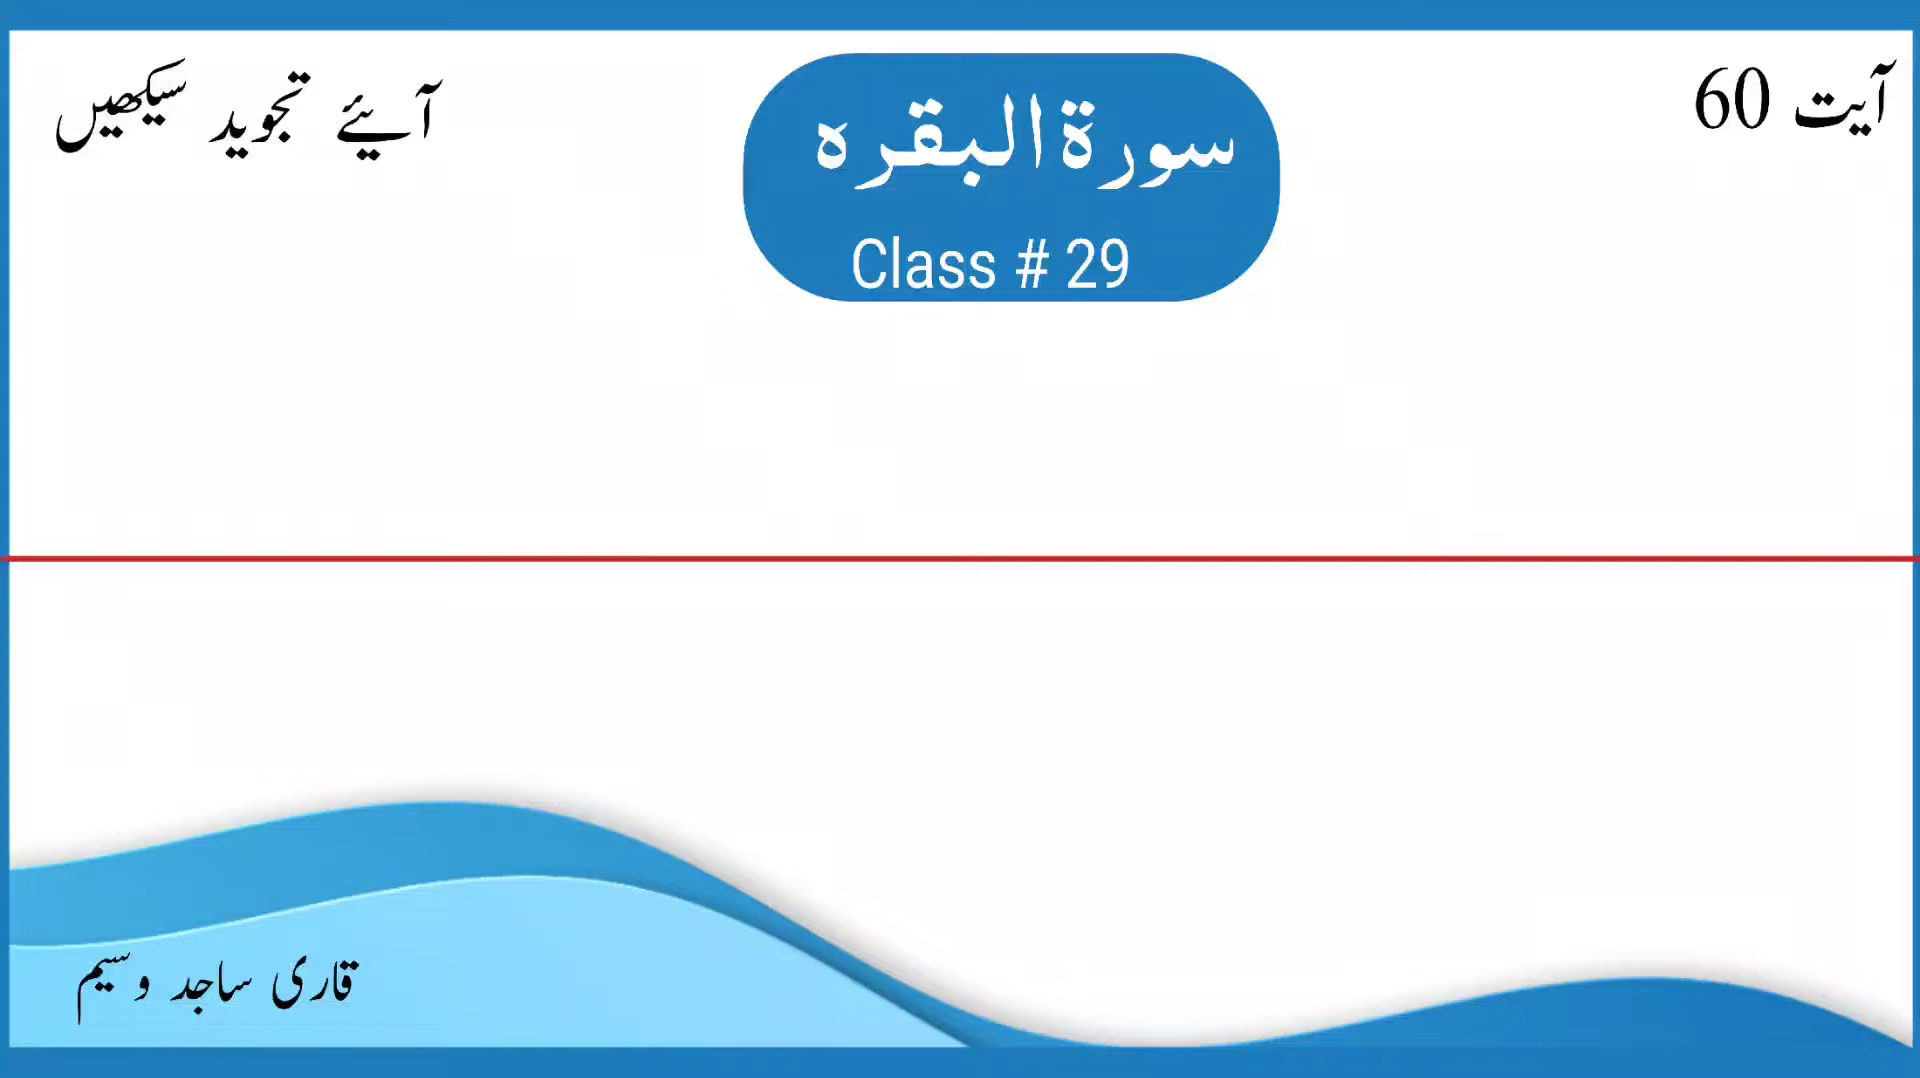 آیت 60
سورۃ البقرہ
آیئے تجوید سیکھیں
Class # 29
قاری ساجد وسیم